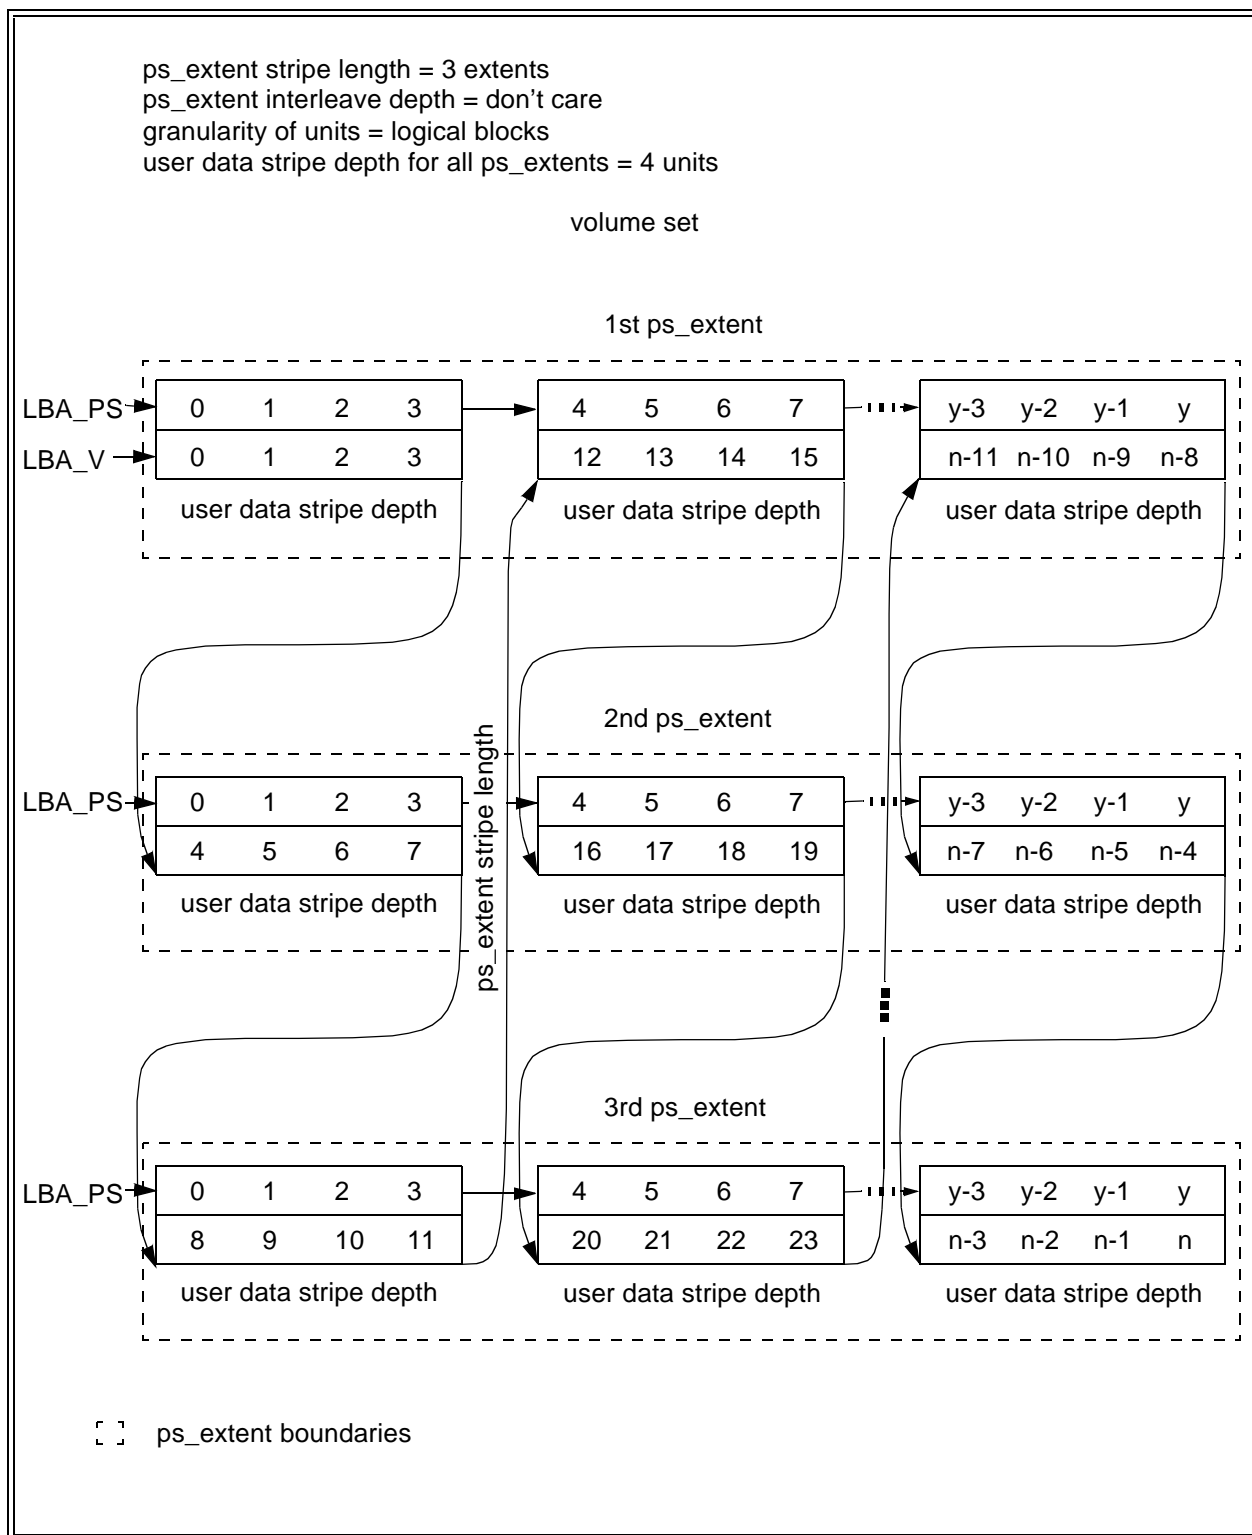 ps_extent stripe length = 3 extents
ps_extent interleave depth = don't care
granularity of units = logical blocks
user data stripe depth for all ps_extents = 4 units
volume set
1st ps_extent
LBA_PS 0 1 2 3 4 5 6 7 y-3 y-2 y-1 y
LBA_V 0 1 2 3 12 13 14 15 n-11 n-10 n-9 n-8
user data stripe depth user data stripe depth user data stripe depth
2nd ps_extent
LBA_PS 0 1 2 3 4 5 6 7 y-3 y-2 y-1 y
4 5 6 7 16 17 18 19 n-7 n-6 n-5 n-4
user data stripe depth user data stripe depth user data stripe depth
ps_extent stripe length
3rd ps_extent
LBA_PS 0 1 2 3 4 5 6 7 y-3 y-2 y-1 y
8 9 10 11 20 21 22 23 n-3 n-2 n-1 n
user data stripe depth user data stripe depth user data stripe depth
ps_extent boundaries